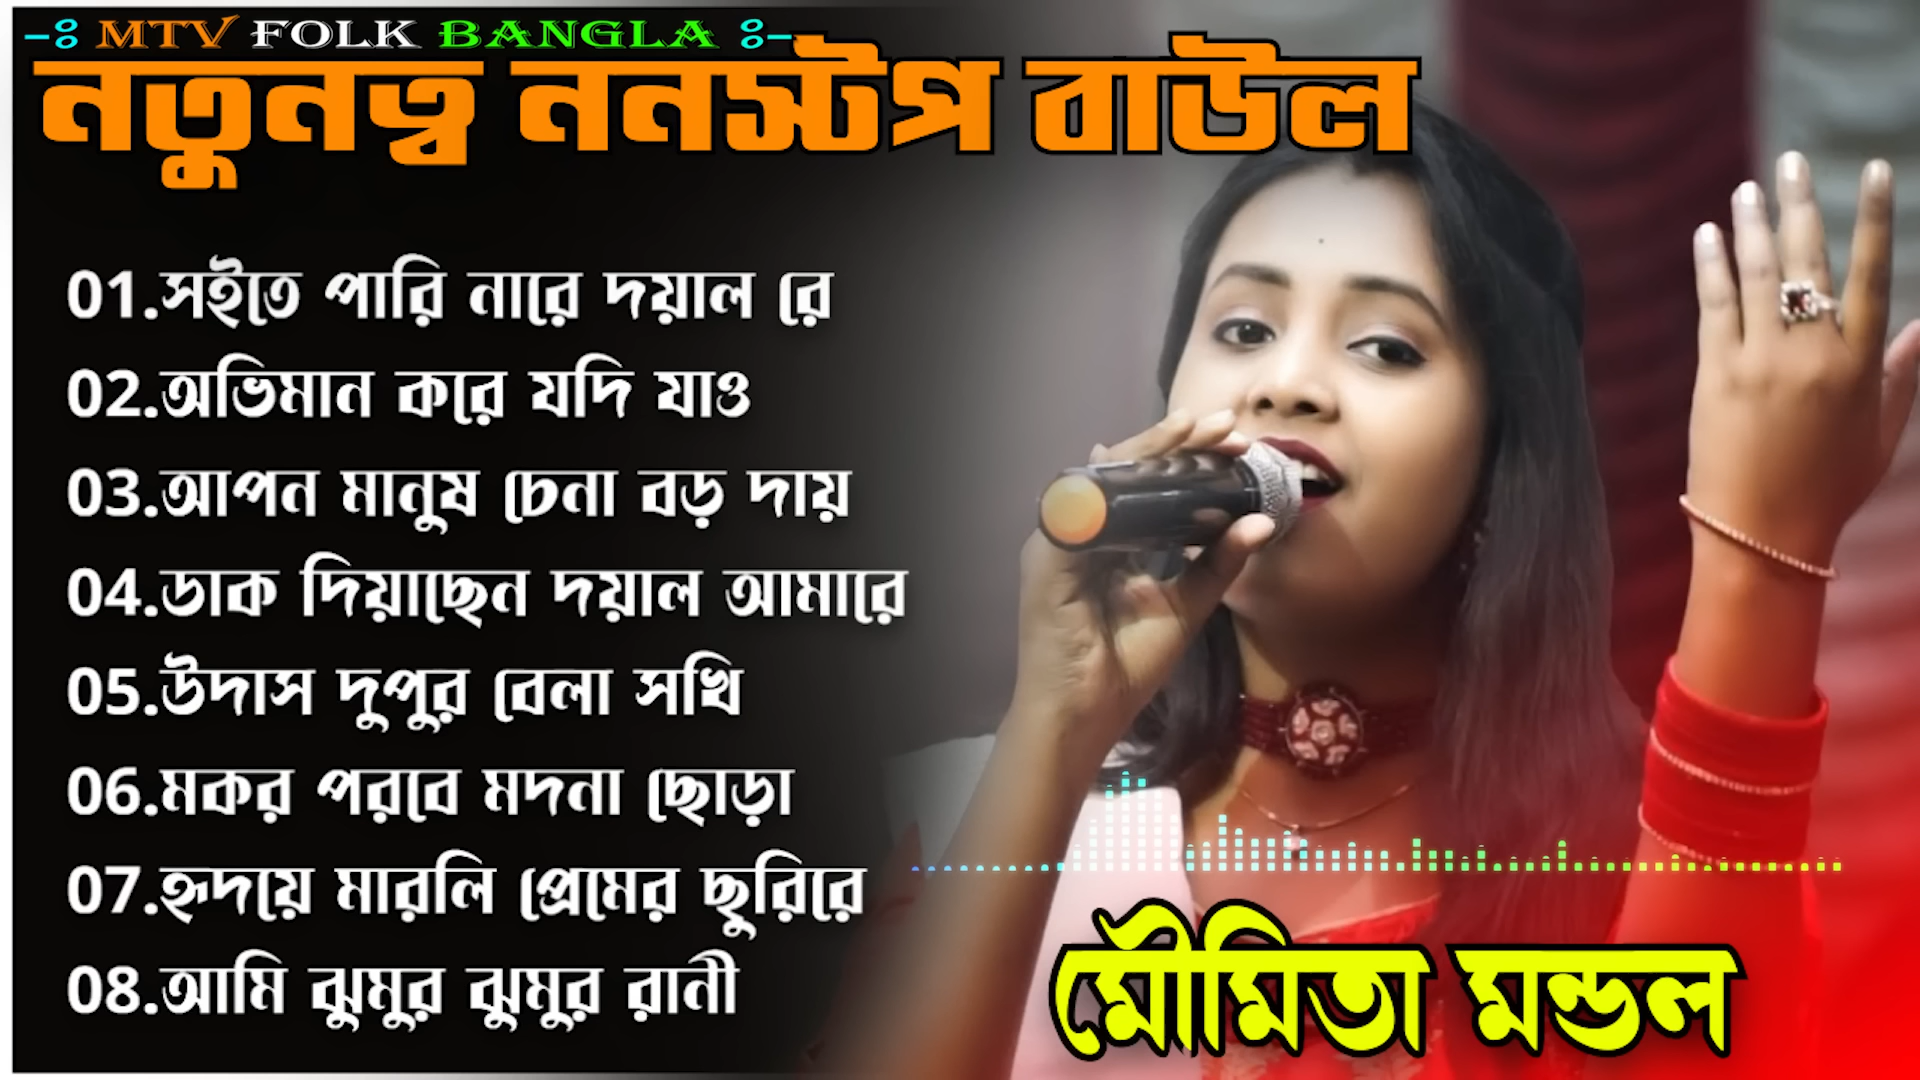 -ঃ MTV FOLK BANGLA ঃ-
নতুনত্ব ননস্টপ বাউল
01.সইতে পারি নারে দয়াল রে
02.অভিমান করে যদি যাও
03.আপন মানুষ চেনা বড় দায়
04.ডাক দিয়াছেন দয়াল আমারে
05.উদাস দুপুর বেলা সখি
06.মকর পরবে মদনা ছোড়া
07.হৃদয়ে মারলি প্রেমের ছুরিরে
08.আমি ঝুমুর ঝুমুর রানী
মৌমিতা মন্ডল